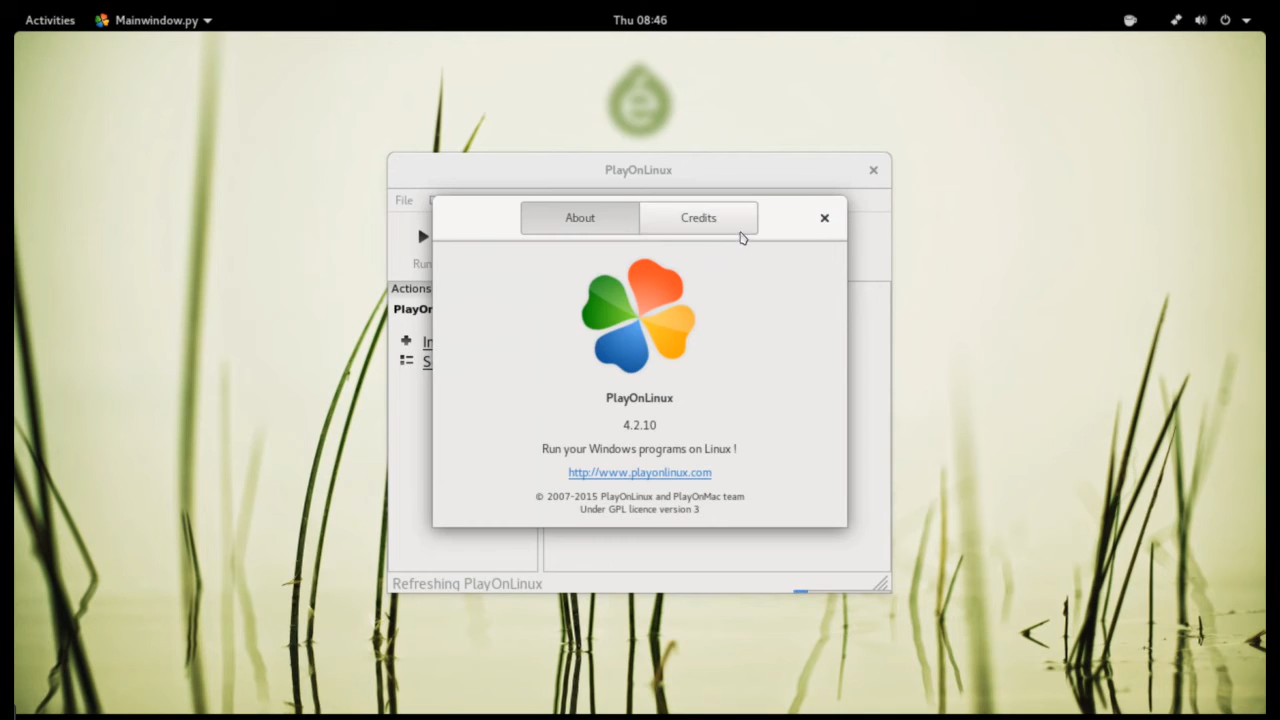 Activities Mainwindow.py Thu 08:46
PlayOnLinux
File
About Credits
Run
Actions
PlayOn
PlayOnLinux
4.2.10
Run your Windows programs on Linux !
http://www.playonlinux.com
© 2007-2015 PlayOnLinux and PlayOnMac team
Under GPL licence version 3
Refreshing PlayOnLinux